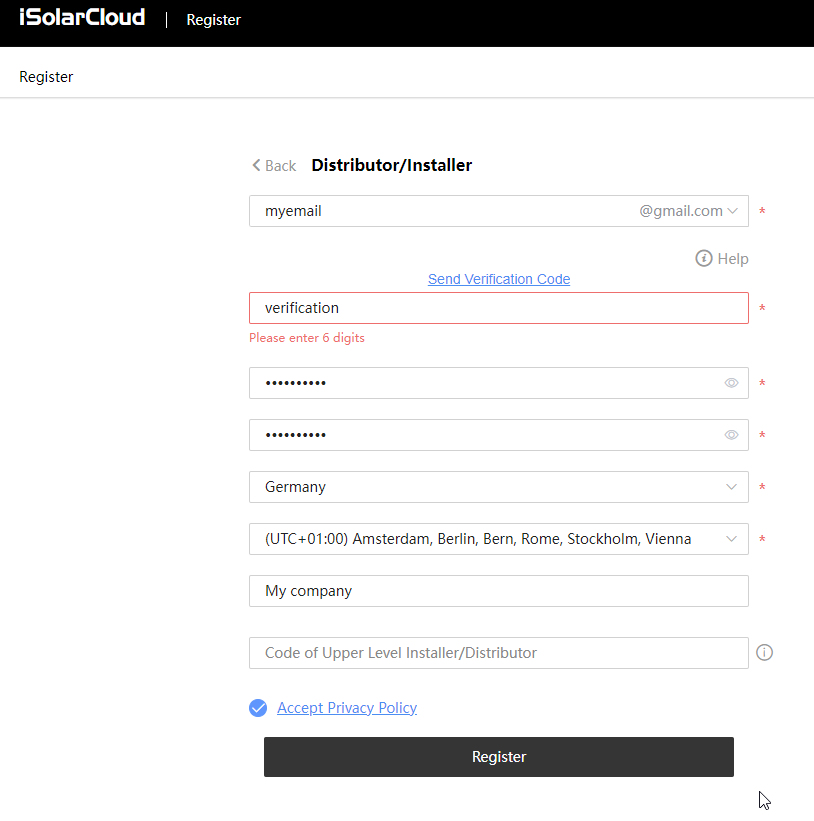 iSolarCloud | Register
Register
Back Distributor/Installer
myemail @gmail.com *
Help
Send Verification Code
verification *
Please enter 6 digits
•••••••••• *
•••••••••• *
Germany *
(UTC+01:00) Amsterdam, Berlin, Bern, Rome, Stockholm, Vienna *
My company
Code of Upper Level Installer/Distributor
Accept Privacy Policy
Register